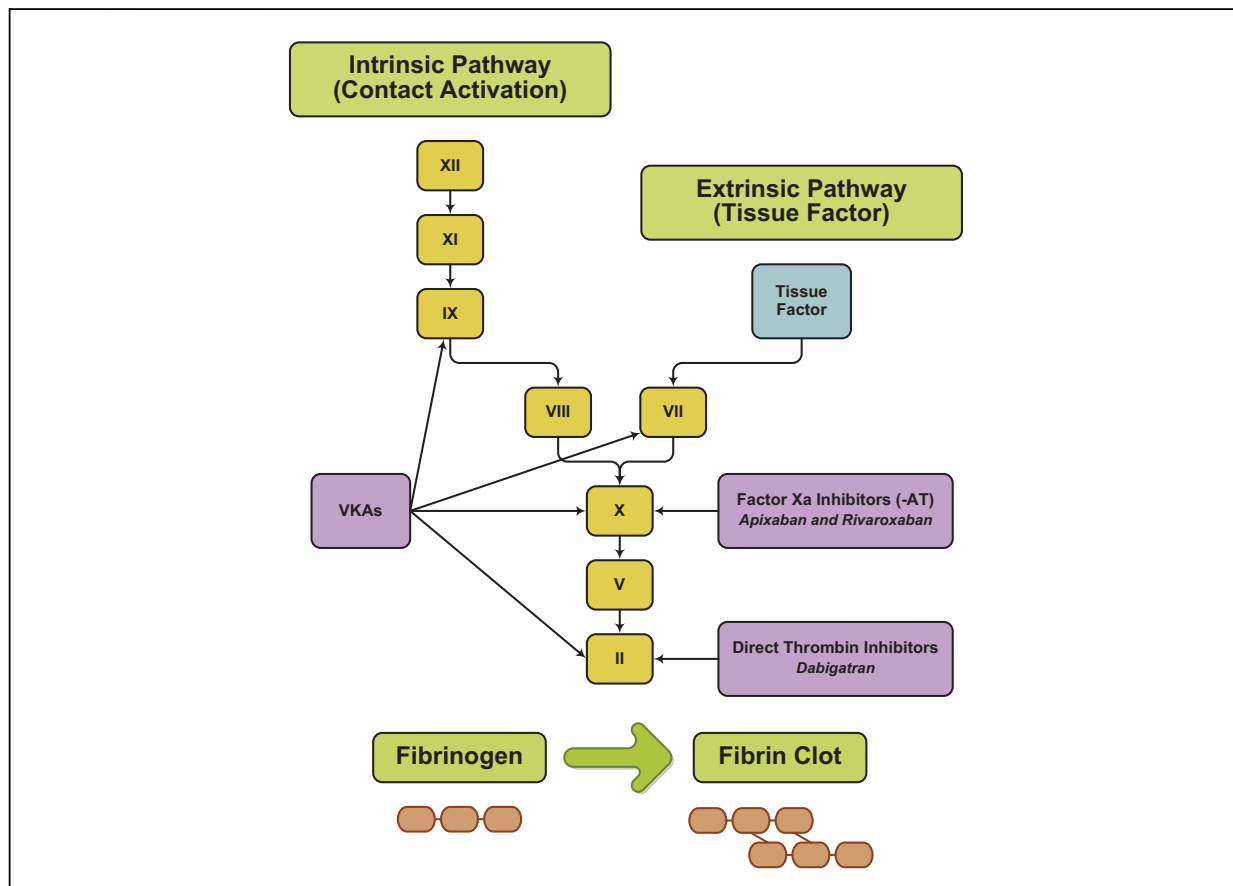 Intrinsic Pathway
(Contact Activation)
XII
Extrinsic Pathway
(Tissue Factor)
XI
IX
Tissue
Factor
VIII
VII
VKAs
X
Factor Xa Inhibitors (-AT)
Apixaban and Rivaroxaban
V
II
Direct Thrombin Inhibitors
Dabigatran
Fibrinogen
Fibrin Clot